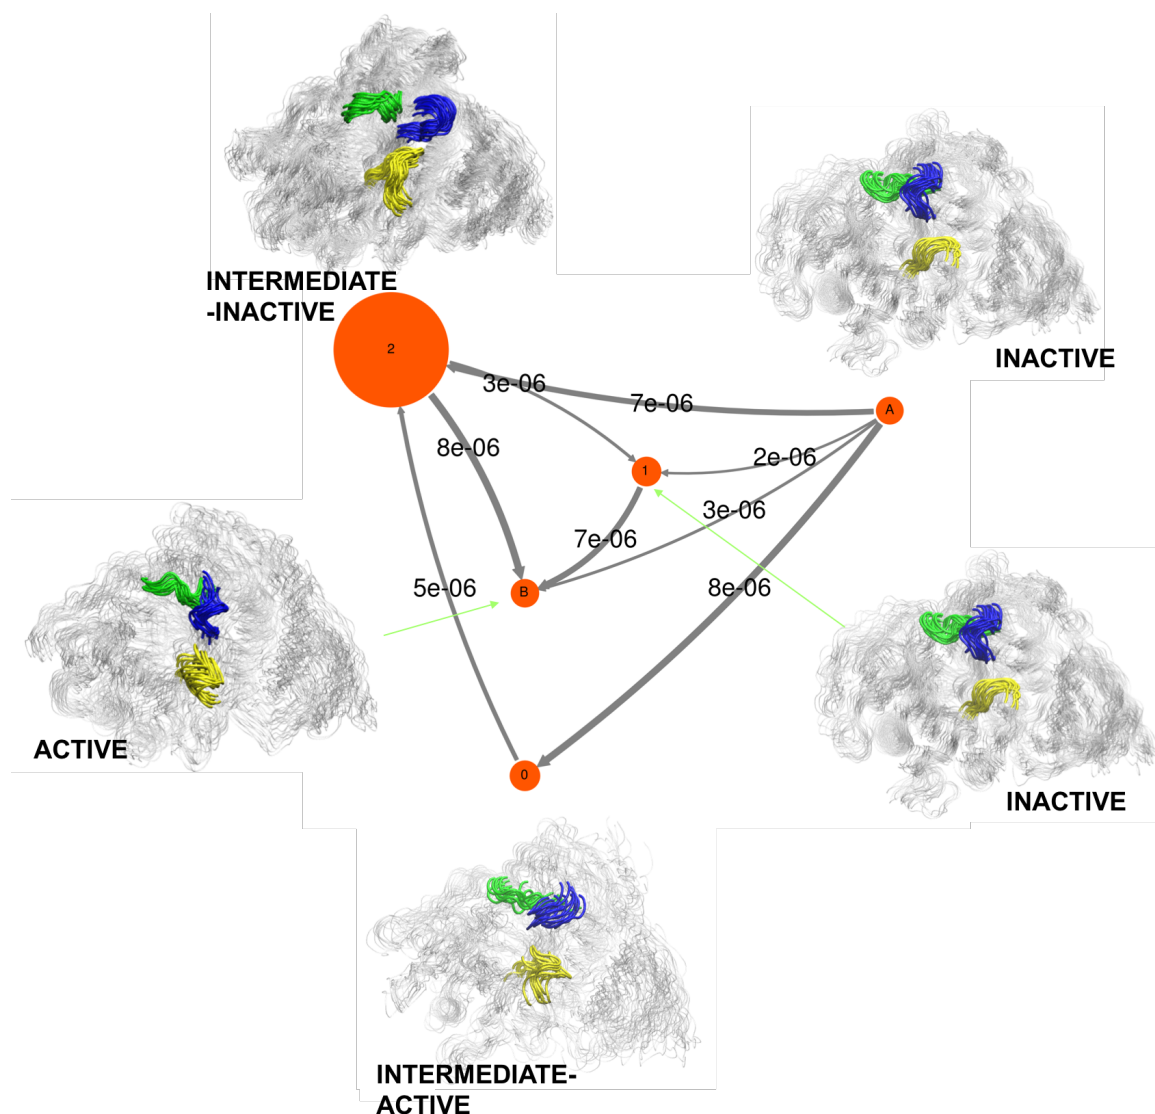 INTERMEDIATE
-INACTIVE
2
INACTIVE
3e-06
7e-06
A
8e-06
2e-06
1
3e-06
7e-06
5e-06
B
8e-06
ACTIVE
0
INACTIVE
INTERMEDIATE-
ACTIVE